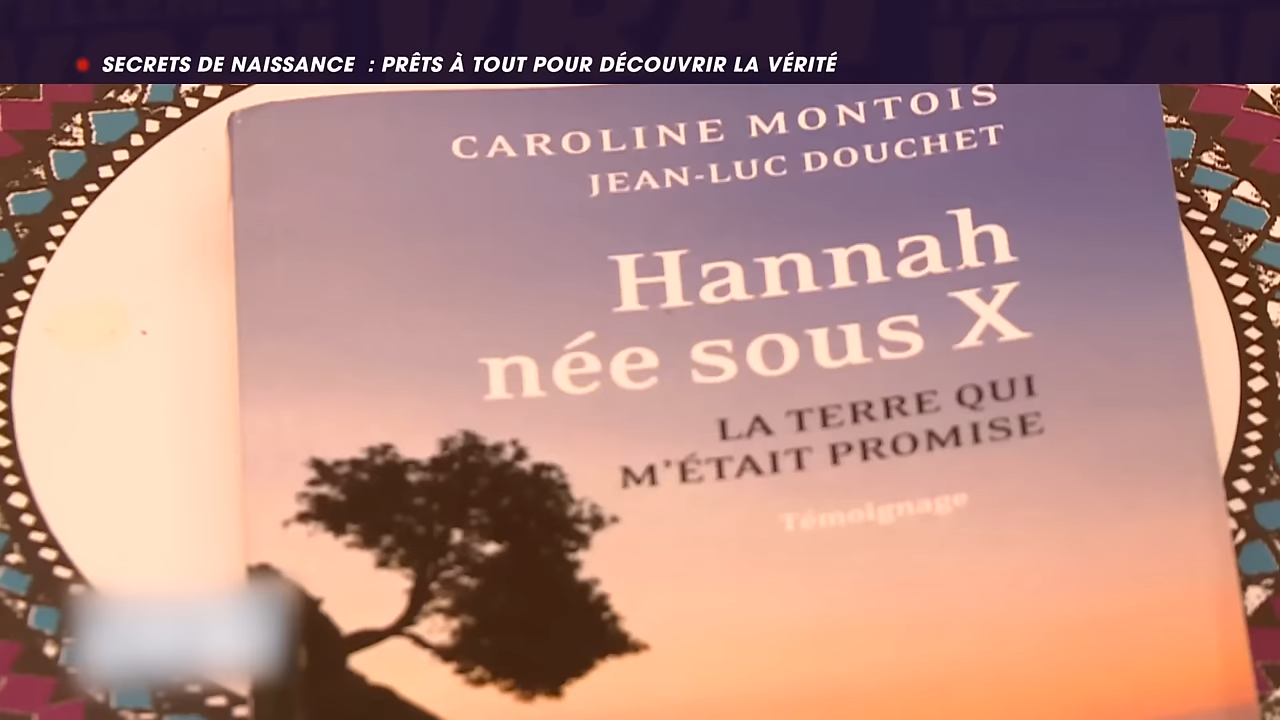 SECRETS DE NAISSANCE : PRÊTS À TOUT POUR DÉCOUVRIR LA VÉRITÉ
CAROLINE MONTOIS
JEAN-LUC DOUCHET
Hannah
née sous X
LA TERRE QUI
M'ÉTAIT PROMISE
Témoignage